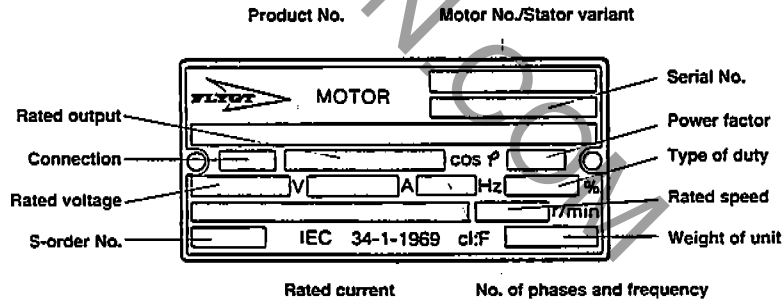 Product No. Motor No./Stator variant
Serial No.
FLYGT MOTOR
Rated output
Power factor
Connection cos φ Type of duty
Rated voltage V A Hz %
Rated speed
r/min
S-order No. IEC 34-1-1969 cl:F Weight of unit
Rated current No. of phases and frequency